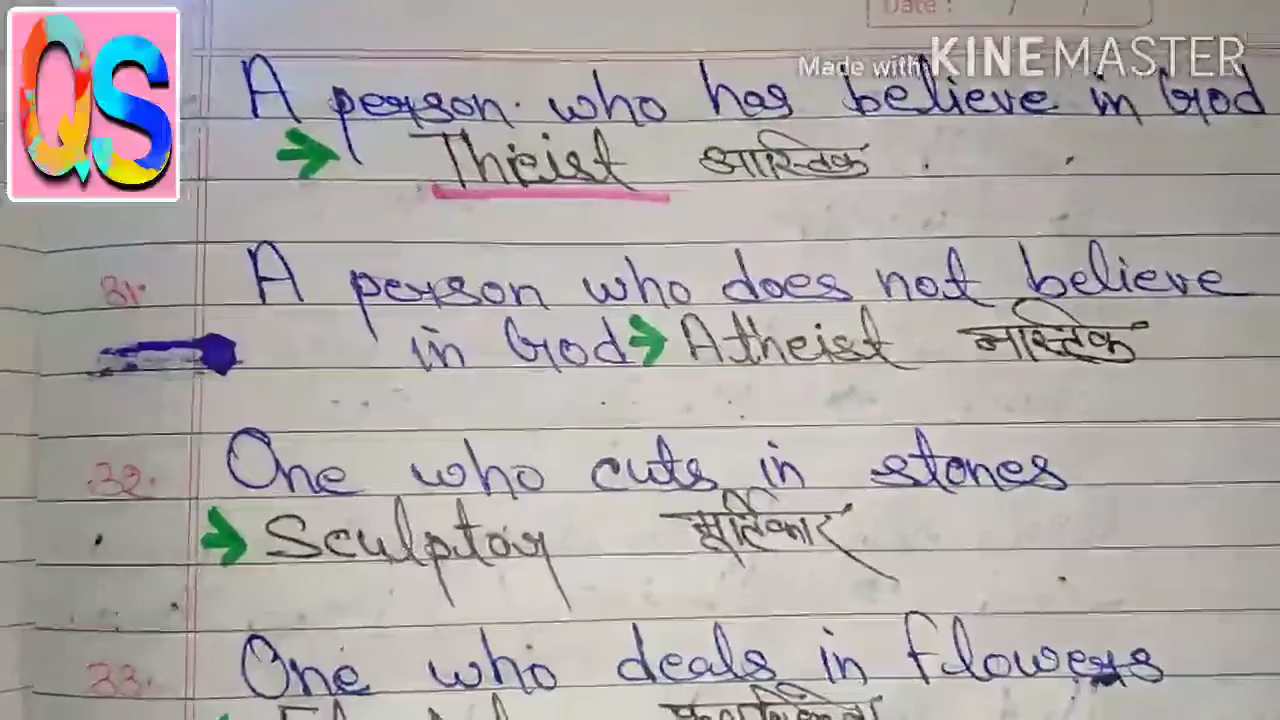 QS
Date : / /
Made with KINEMASTER
A person who has believe in God
Theist आस्तिक
31. A person who does not believe
in God → Atheist नास्तिक
32. One who cuts in stones
→ Sculptor मूर्तिकार
33. One who deals in flowers